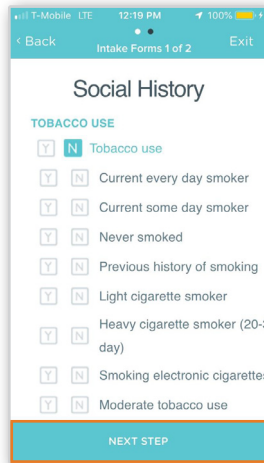 T-Mobile LTE 12:19 PM 100%
< Back Intake Forms 1 of 2 Exit
Social History
TOBACCO USE
Y N Tobacco use
Y N Current every day smoker
Y N Current some day smoker
Y N Never smoked
Y N Previous history of smoking
Y N Light cigarette smoker
Y N Heavy cigarette smoker (20-
day)
Y N Smoking electronic cigarettes
Y N Moderate tobacco use
NEXT STEP